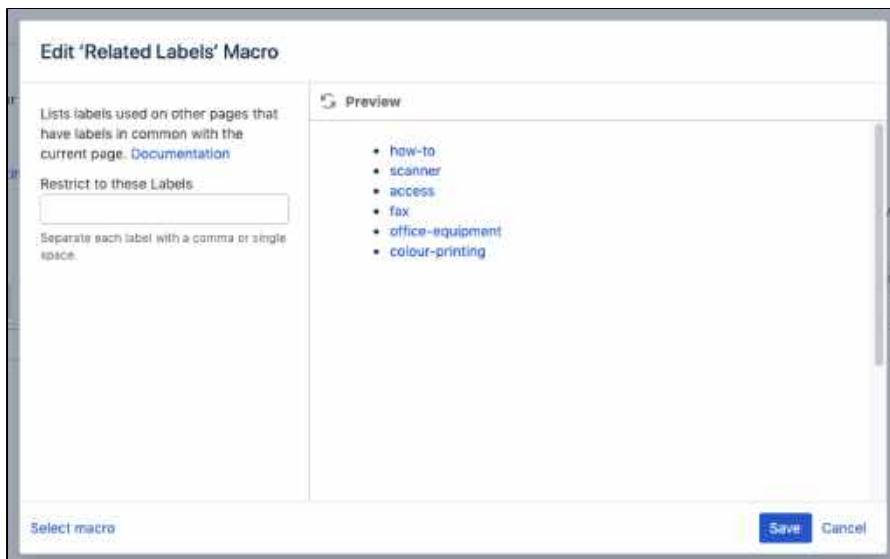 Edit ‘Related Labels’ Macro
Lists labels used on other pages that
have labels in common with the
current page. Documentation
Restrict to these Labels
Separate each label with a comma or single
space.
Preview
• how-to
• scanner
• access
• fax
• office-equipment
• colour-printing
Select macro
Save
Cancel